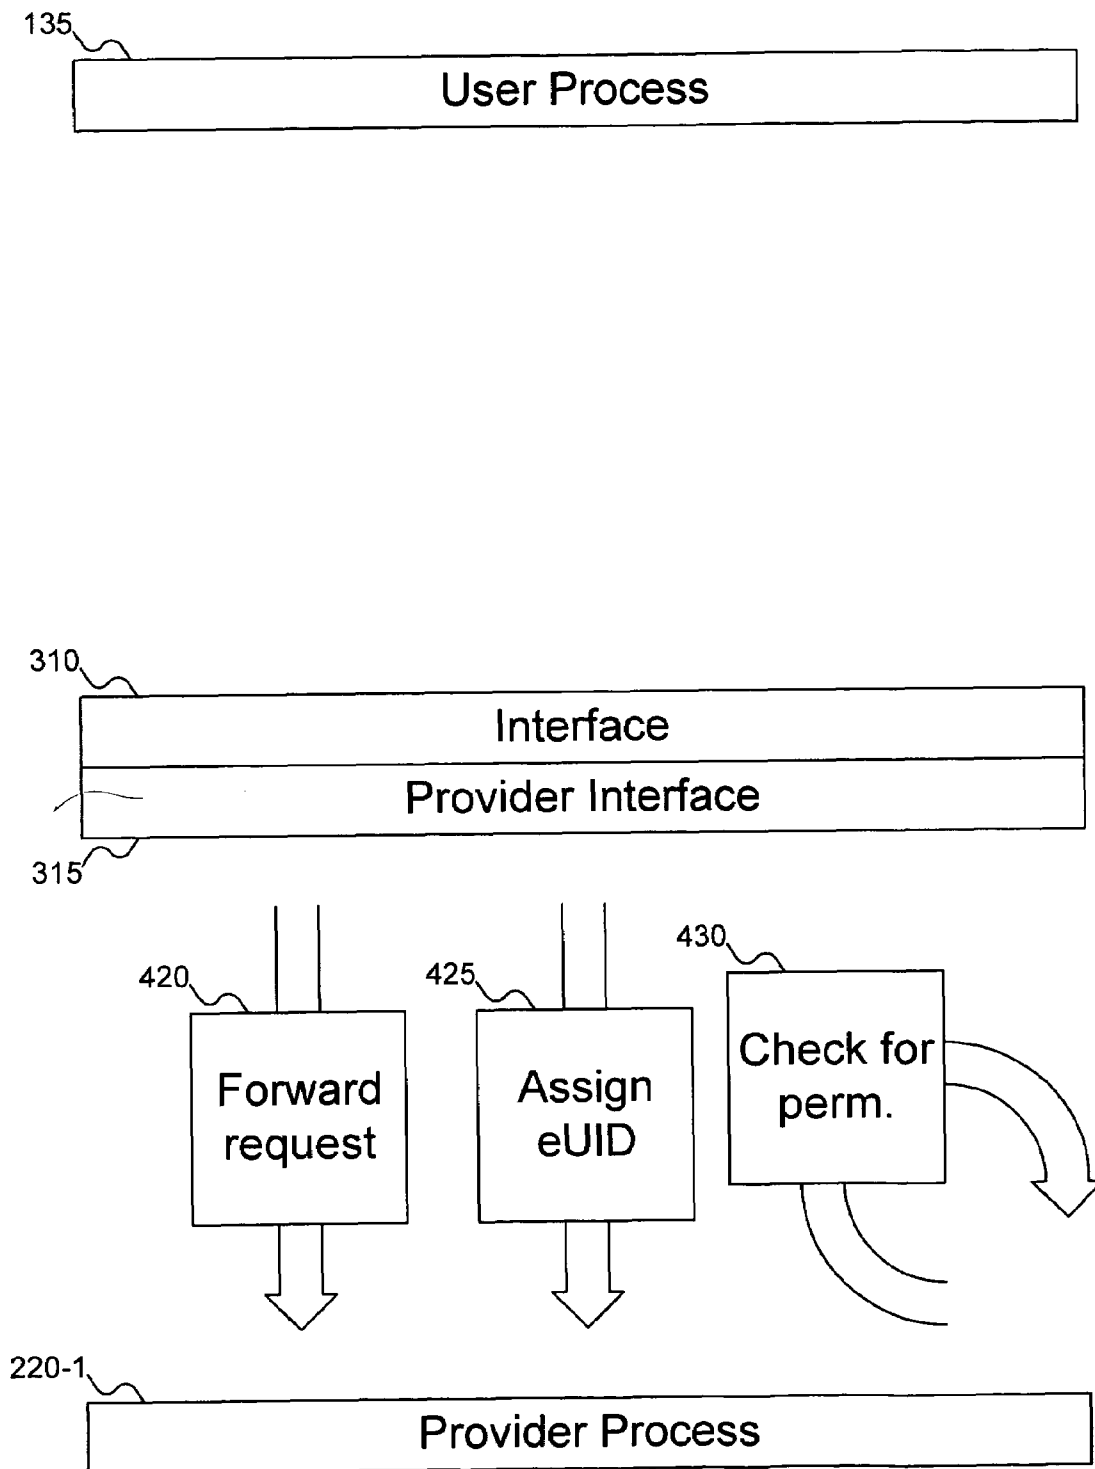 135
User Process
310
Interface
Provider Interface
315
420
Forward
request
425
Assign
eUID
430
Check for
perm.
220-1
Provider Process